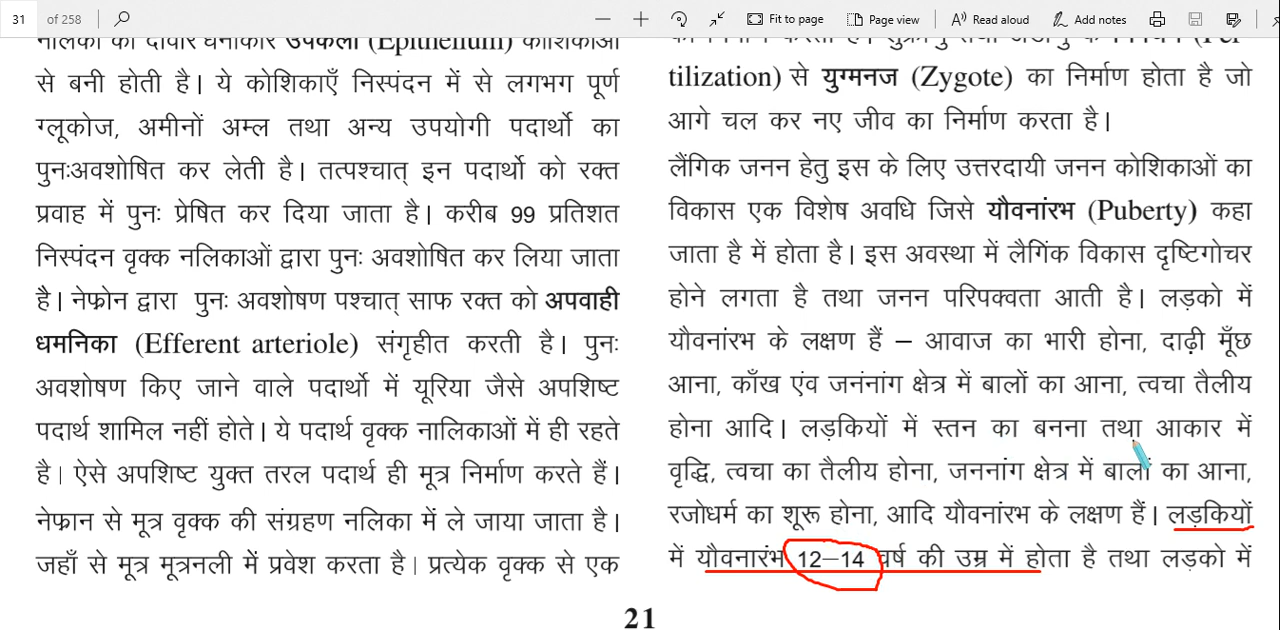 31 of 258 Fit to page Page view Read aloud Add notes
उपकला (Epithelium) कोशिकाओं
से बनी होती है। ये कोशिकाएँ निस्पंदन में से लगभग पूर्ण
ग्लूकोज, अमीनों अम्ल तथा अन्य उपयोगी पदार्थो का
पुनःअवशोषित कर लेती है। तत्पश्चात् इन पदार्थो को रक्त
प्रवाह में पुनः प्रेषित कर दिया जाता है। करीब 99 प्रतिशत
निस्पंदन वृक्क नलिकाओं द्वारा पुनः अवशोषित कर लिया जाता
है। नेफ्रोन द्वारा पुनः अवशोषण पश्चात् साफ रक्त को अपवाही
धमनिका (Efferent arteriole) संगृहीत करती है। पुनः
अवशोषण किए जाने वाले पदार्थो में यूरिया जैसे अपशिष्ट
पदार्थ शामिल नहीं होते। ये पदार्थ वृक्क नालिकाओं में ही रहते
है। ऐसे अपशिष्ट युक्त तरल पदार्थ ही मूत्र निर्माण करते हैं।
नेफ्रान से मूत्र वृक्क की संग्रहण नलिका में ले जाया जाता है।
जहाँ से मूत्र मूत्रनली में प्रवेश करता है। प्रत्येक वृक्क से एक
tilization) से युग्मनज (Zygote) का निर्माण होता है जो
आगे चल कर नए जीव का निर्माण करता है।
लैंगिक जनन हेतु इस के लिए उत्तरदायी जनन कोशिकाओं का
विकास एक विशेष अवधि जिसे यौवनांरभ (Puberty) कहा
जाता है में होता है। इस अवस्था में लैगिंक विकास दृष्टिगोचर
होने लगता है तथा जनन परिपक्वता आती है। लड़को में
यौवनांरभ के लक्षण हैं – आवाज का भारी होना, दाढ़ी मूँछ
आना, काँख एंव जनंनांग क्षेत्र में बालों का आना, त्वचा तैलीय
होना आदि। लड़कियों में स्तन का बनना तथा आकार में
वृद्धि, त्वचा का तैलीय होना, जननांग क्षेत्र में बालों का आना,
रजोधर्म का शूरू होना, आदि यौवनांरभ के लक्षण हैं। लड़कियों
में यौवनारंभ 12–14 वर्ष की उम्र में होता है तथा लड़को में
21